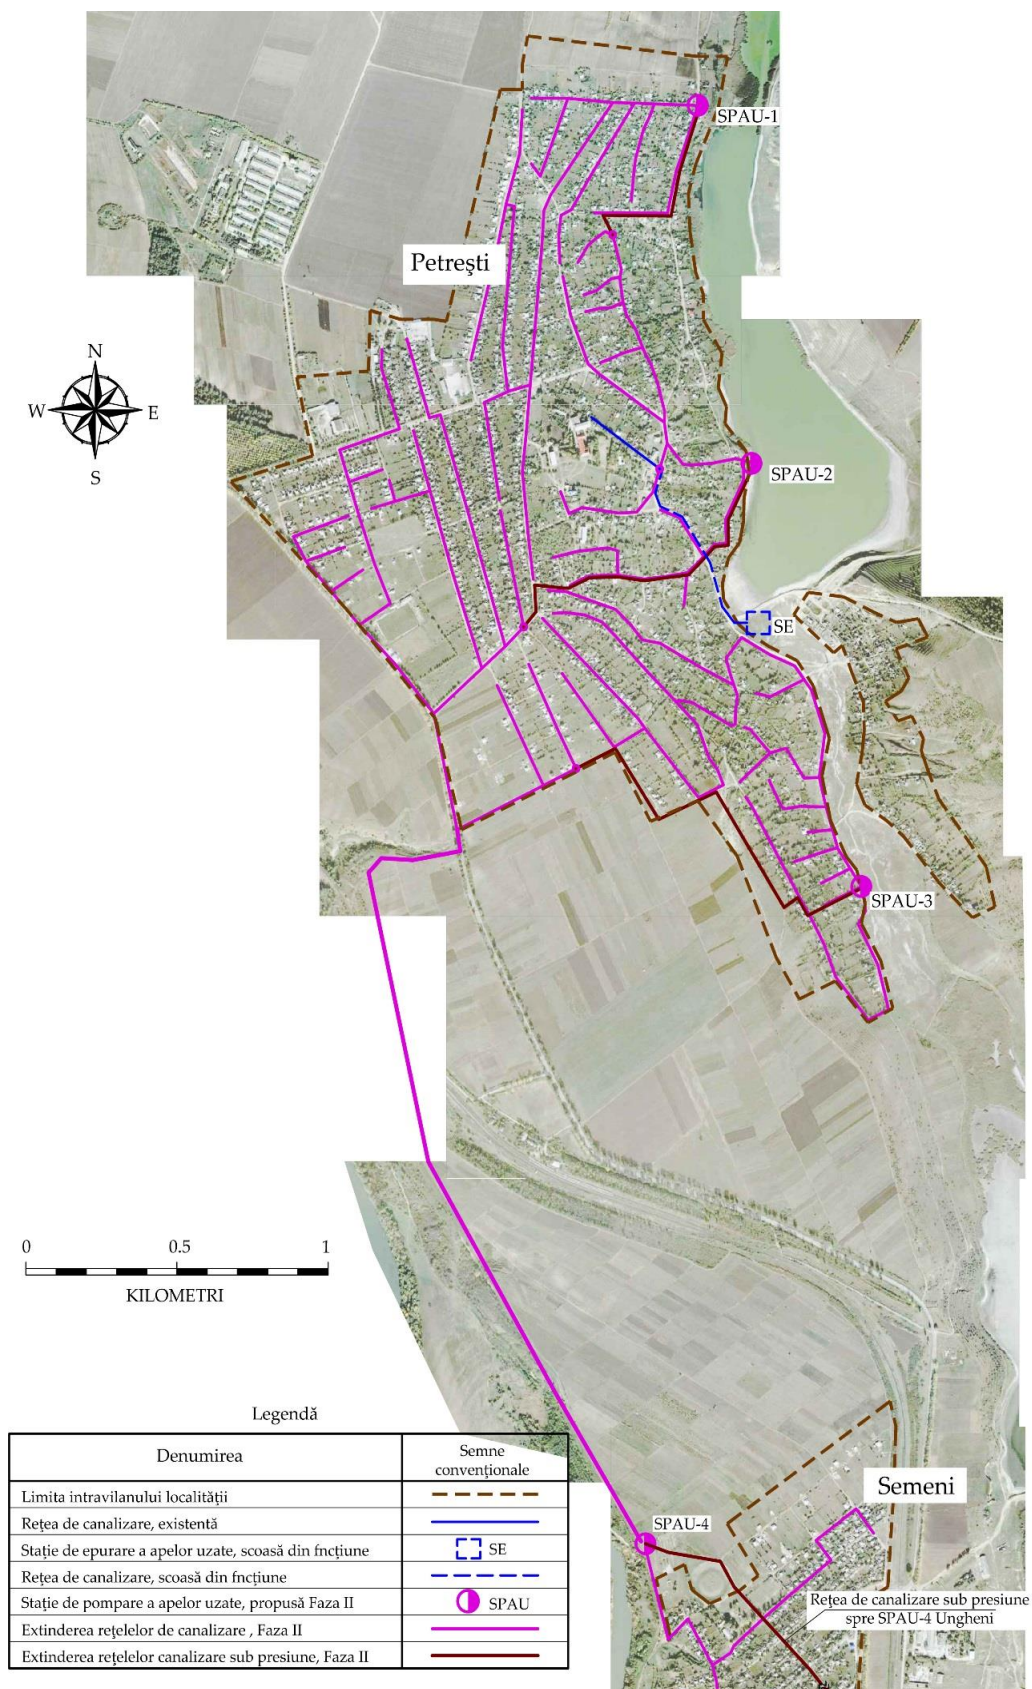 SPAU-1
Petreşti
N
W
E
S
SPAU-2
SE
SPAU-3
0
0.5
1
KILOMETRI
Legendă
Denumirea
Semne
convenţionale
Limita intravilanului localităţii
Reţea de canalizare, existentă
Staţie de epurare a apelor uzate, scoasă din fncţiune
SE
Reţea de canalizare, scoasă din fncţiune
Staţie de pompare a apelor uzate, propusă Faza II
SPAU
Extinderea reţelelor de canalizare , Faza II
Extinderea reţelelor canalizare sub presiune, Faza II
Semeni
SPAU-4
Reţea de canalizare sub presiune
spre SPAU-4 Ungheni